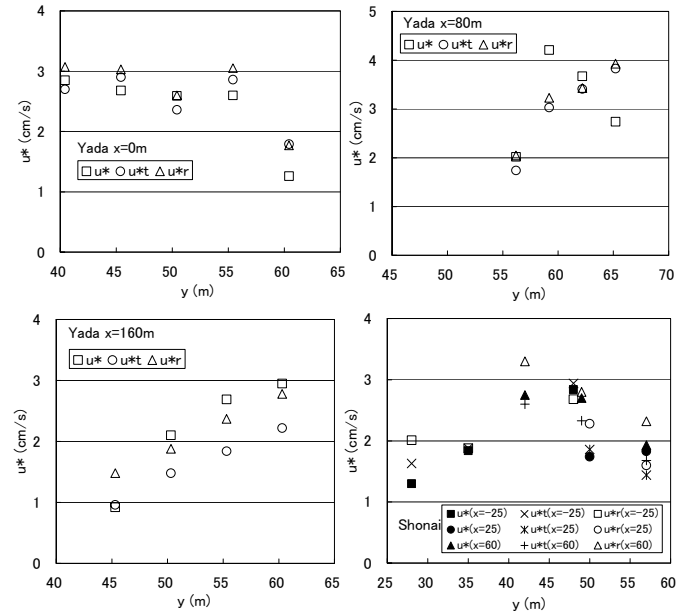 4
3
2
1
0
u* (cm/s)
Yada x=0m
□u* ○u*t △u*r
40 45 50 55 60 65
y (m)
5
4
3
2
1
0
u* (cm/s)
Yada x=80m
□u* ○u*t △u*r
45 50 55 60 65 70
y (m)
4
3
2
1
0
u* (cm/s)
Yada x=160m
□u* ○u*t △u*r
40 45 50 55 60 65
y (m)
4
3
2
1
0
u* (cm/s)
Shonai
■u*(x=-25) ×u*t(x=-25) □u*r(x=-25)
●u*(x=25) ＊u*t(x=25) ○u*r(x=25)
▲u*(x=60) +u*t(x=60) △u*r(x=60)
25 30 35 40 45 50 55 60
y (m)